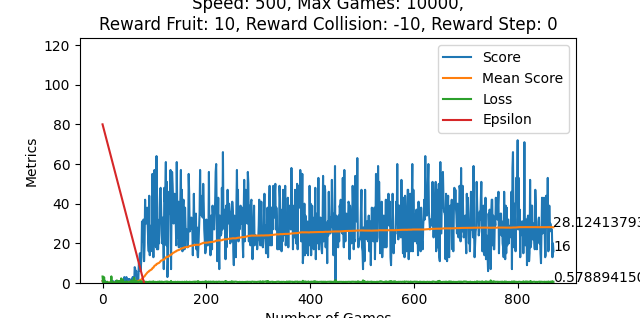 Speed: 500, Max Games: 10000,
Reward Fruit: 10, Reward Collision: -10, Reward Step: 0
120
100
80
60
40
20
0
Metrics
Score
Mean Score
Loss
Epsilon
28.12413793
16
0.578894150
0 200 400 600 800
Number of Games